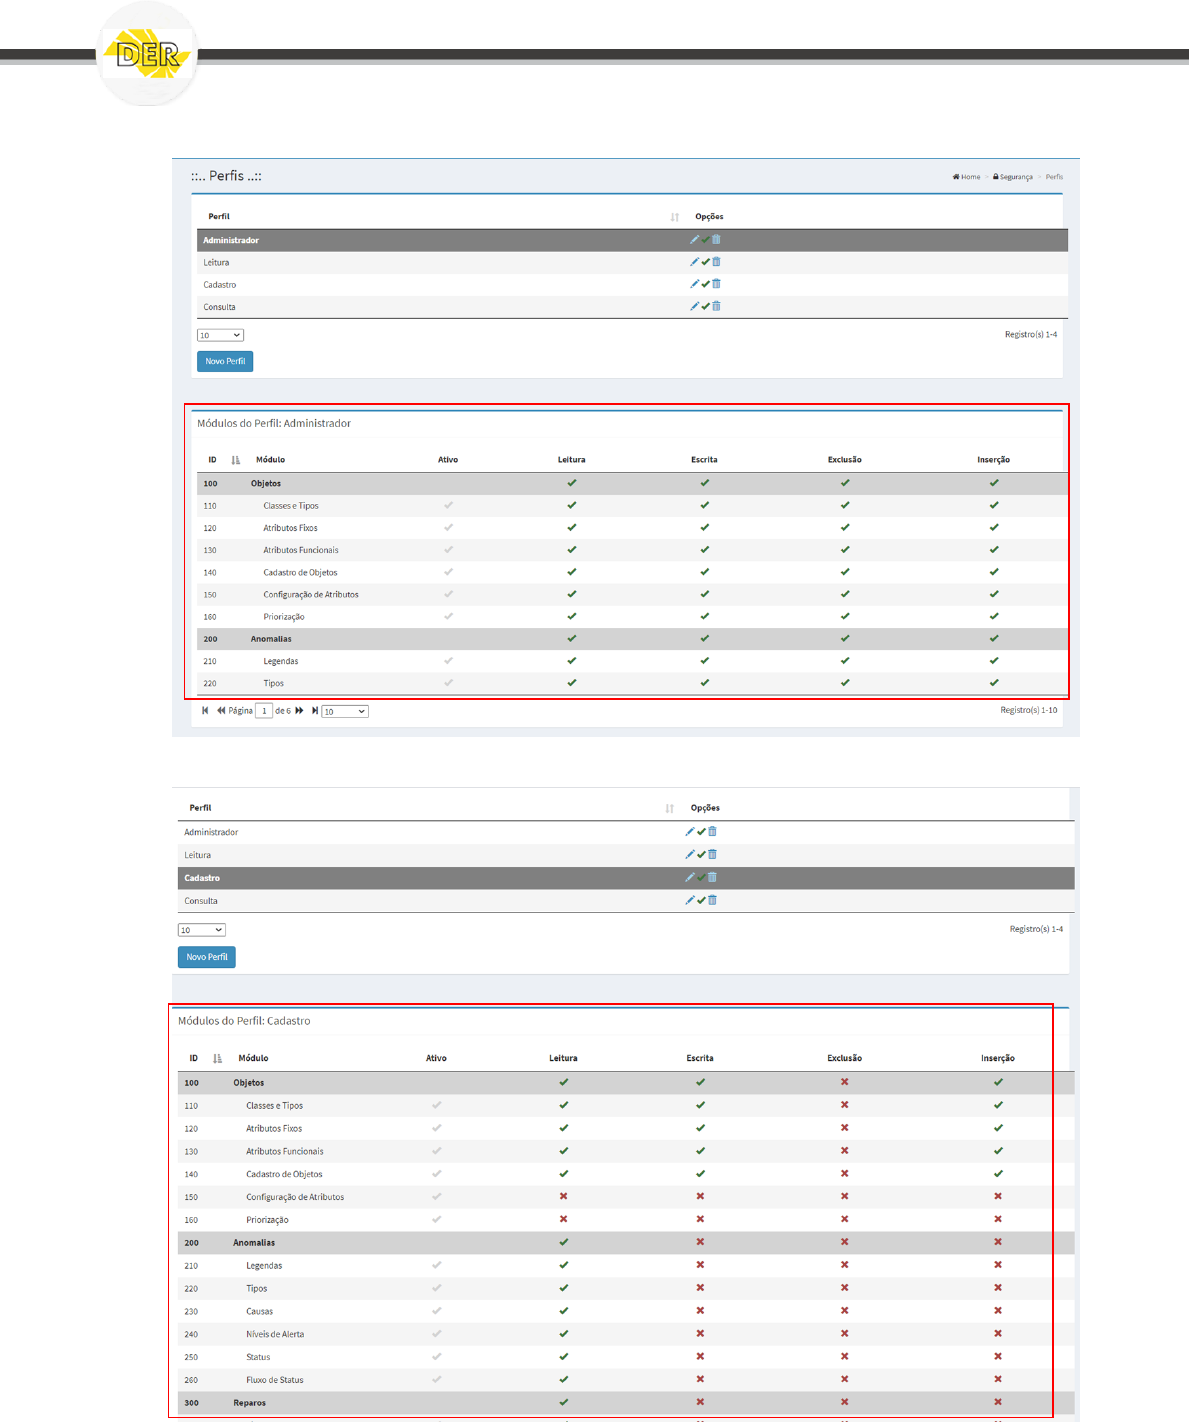 DER
::.. Perfis ..::
Home > Segurança > Perfis
Perfil Opções
Administrador
Leitura
Cadastro
Consulta
10 Registro(s) 1-4
Novo Perfil
Módulos do Perfil: Administrador
ID Módulo Ativo Leitura Escrita Exclusão Inserção
100 Objetos
110 Classes e Tipos
120 Atributos Fixos
130 Atributos Funcionais
140 Cadastro de Objetos
150 Configuração de Atributos
160 Priorização
200 Anomalias
210 Legendas
220 Tipos
Página 1 de 6 10 Registro(s) 1-10
Perfil Opções
Administrador
Leitura
Cadastro
Consulta
10 Registro(s) 1-4
Novo Perfil
Módulos do Perfil: Cadastro
ID Módulo Ativo Leitura Escrita Exclusão Inserção
100 Objetos
110 Classes e Tipos
120 Atributos Fixos
130 Atributos Funcionais
140 Cadastro de Objetos
150 Configuração de Atributos
160 Priorização
200 Anomalias
210 Legendas
220 Tipos
230 Causas
240 Níveis de Alerta
250 Status
260 Fluxo de Status
300 Reparos